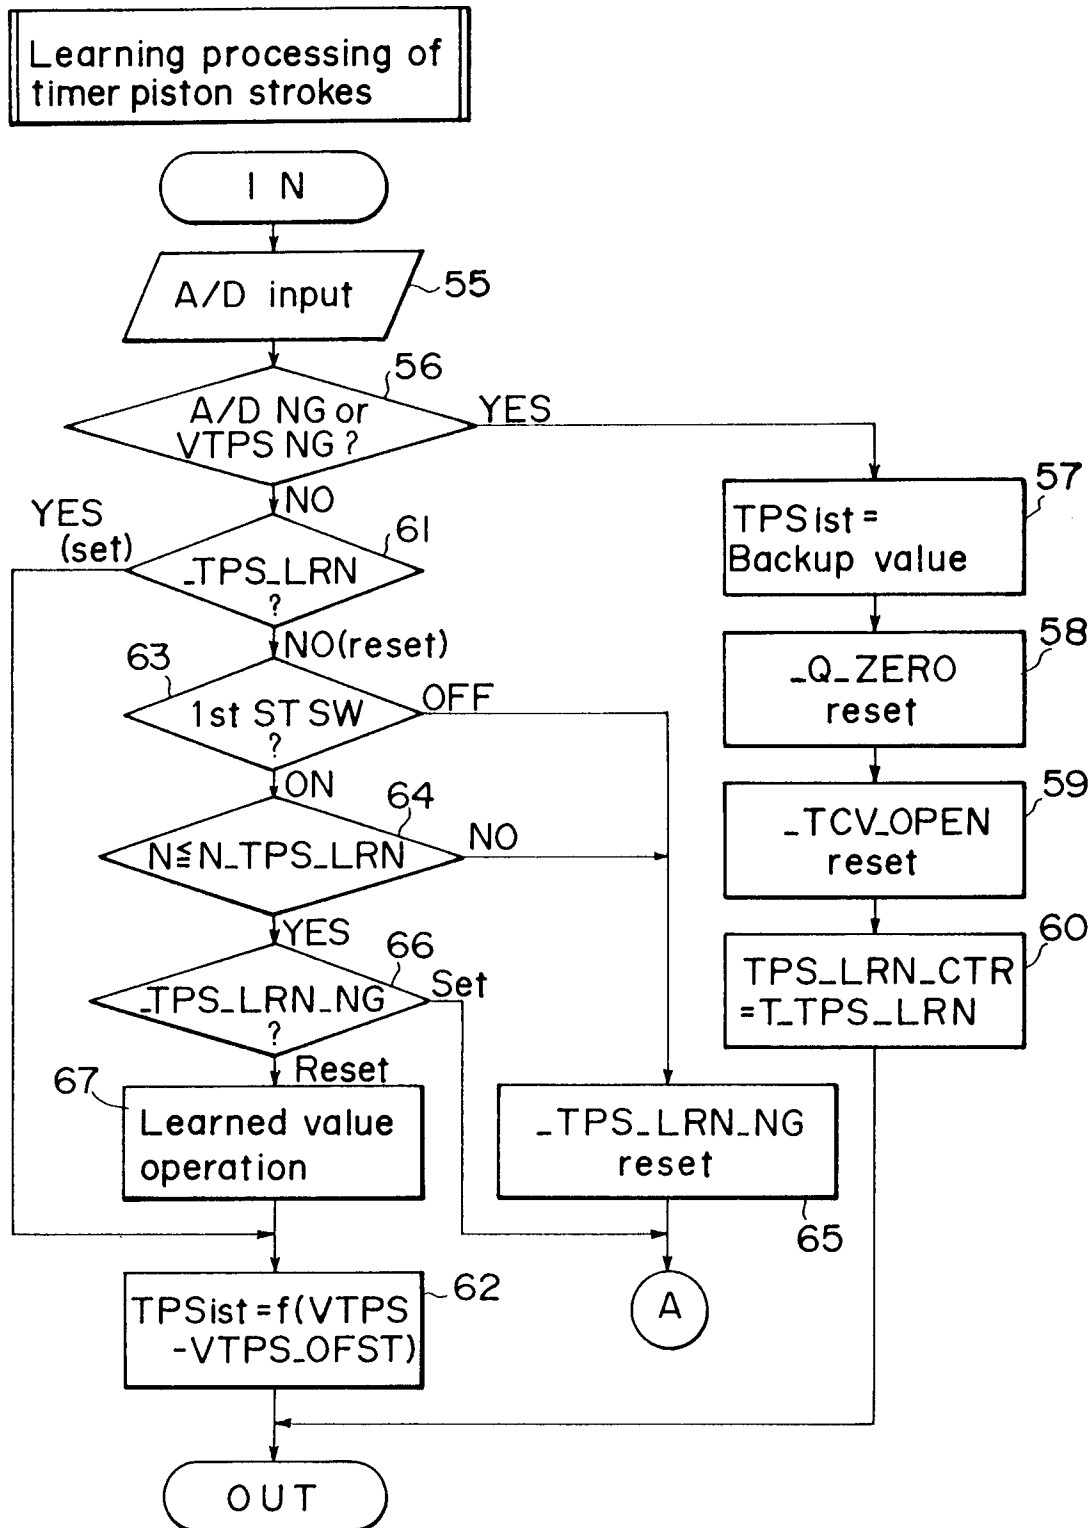 Learning processing of
timer piston strokes
IN
A/D input
55
56
A/D NG or
VTPS NG ?
YES
NO
57
TPSist =
Backup value
YES
(set)
61
_TPS_LRN
?
NO(reset)
58
_Q_ZERO
reset
63
1st ST SW
?
OFF
ON
59
_TCV_OPEN
reset
64
N≦N_TPS_LRN
NO
YES
60
TPS_LRN_CTR
=T_TPS_LRN
66
_TPS_LRN_NG
?
Set
Reset
67
Learned value
operation
_TPS_LRN_NG
reset
65
62
TPSist=f(VTPS
-VTPS_OFST)
A
OUT